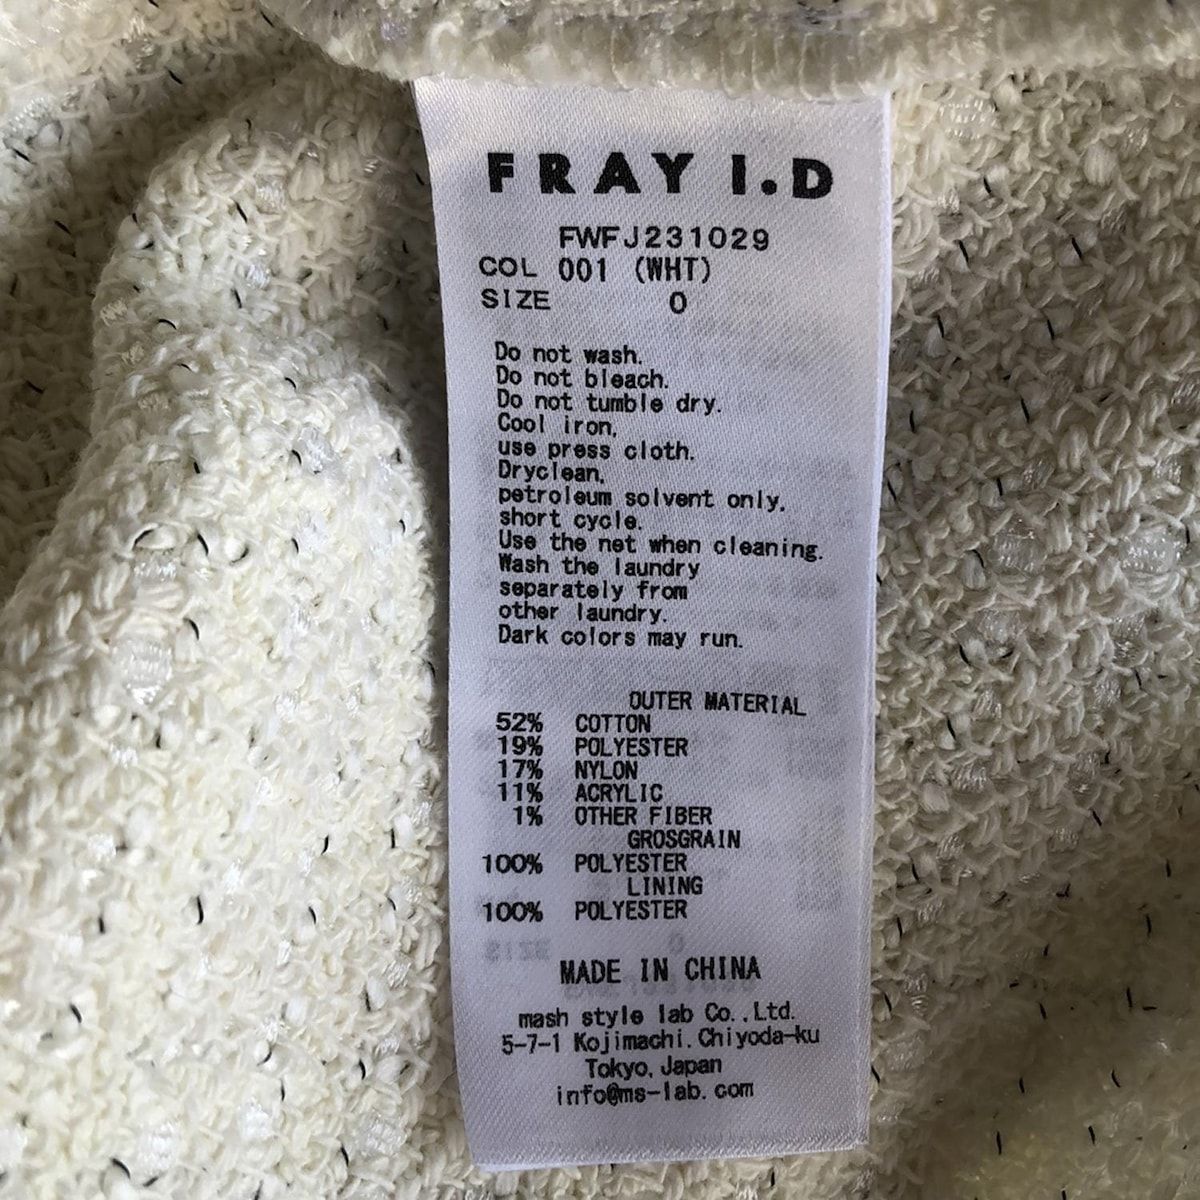 FRAY I.D
FWFJ231029
COL 001 (WHT)
SIZE 0
Do not wash.
Do not bleach.
Do not tumble dry.
Cool iron,
use press cloth.
Dryclean,
petroleum solvent only,
short cycle.
Use the net when cleaning.
Wash the laundry
separately from
other laundry.
Dark colors may run.
OUTER MATERIAL
52% COTTON
19% POLYESTER
17% NYLON
11% ACRYLIC
1% OTHER FIBER
GROSGRAIN
100% POLYESTER
LINING
100% POLYESTER
MADE IN CHINA
mash style lab Co.,Ltd.
5-7-1 Kojimachi,Chiyoda-ku
Tokyo,Japan
info@ms-lab.com